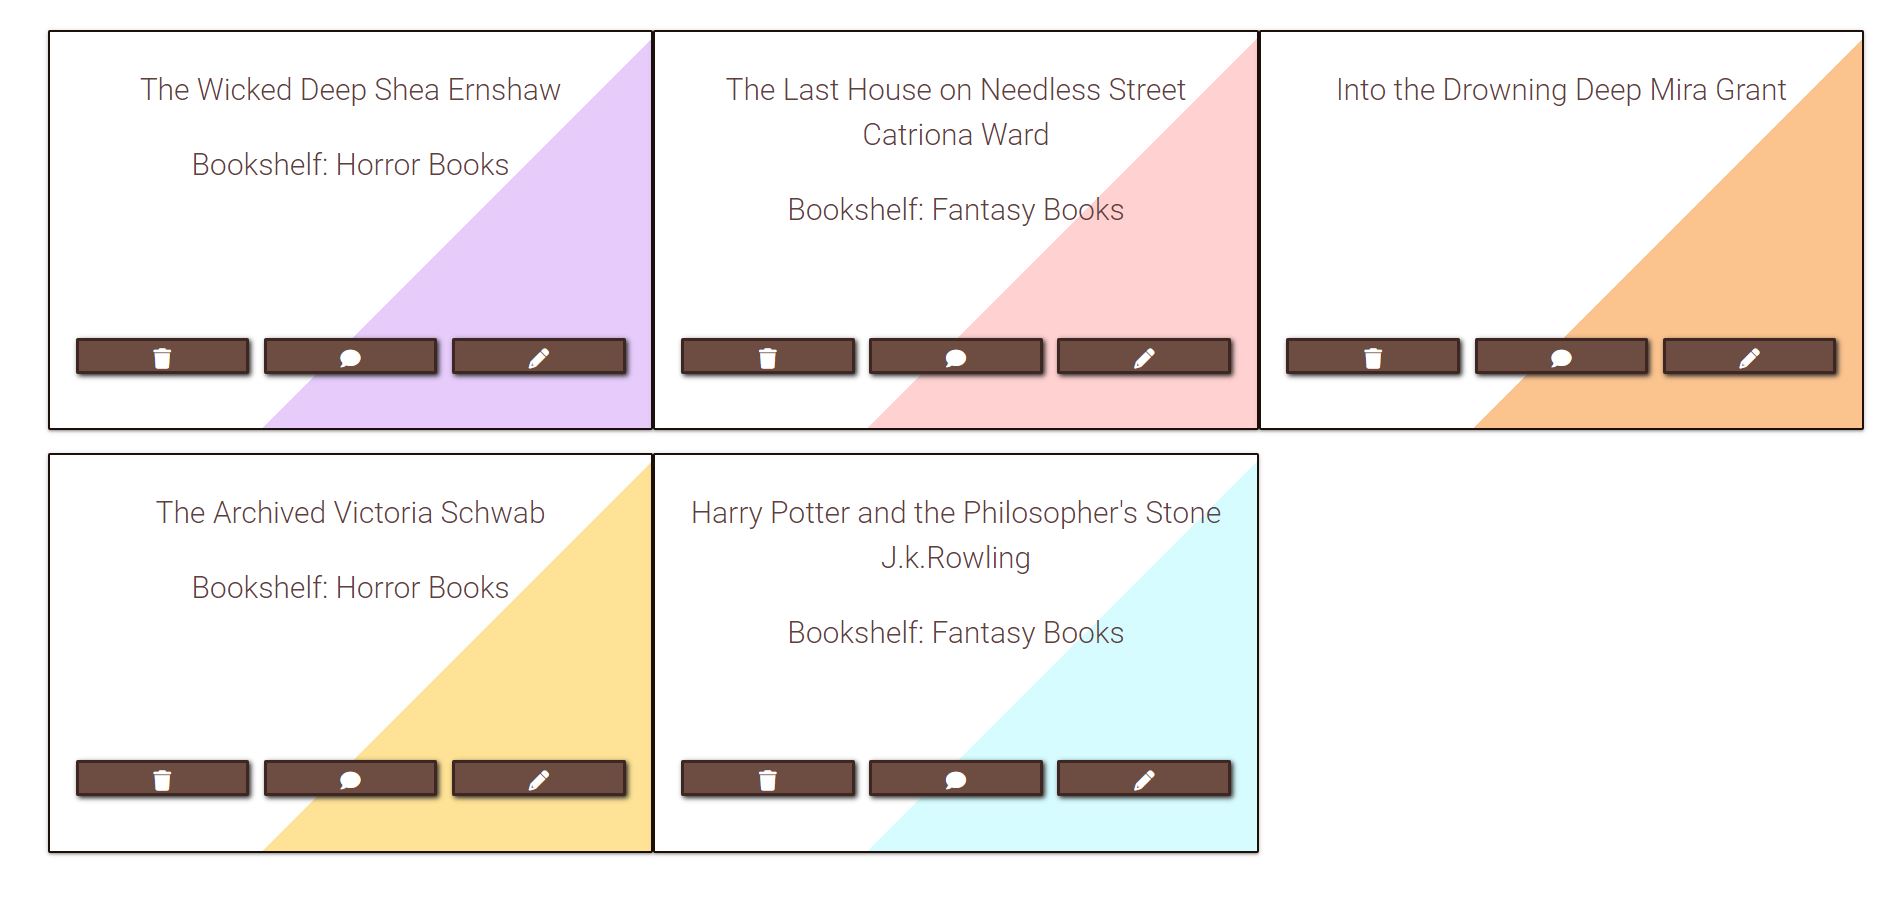 The Wicked Deep Shea Ernshaw
Bookshelf: Horror Books
The Last House on Needless Street
Catriona Ward
Bookshelf: Fantasy Books
Into the Drowning Deep Mira Grant
The Archived Victoria Schwab
Bookshelf: Horror Books
Harry Potter and the Philosopher's Stone
J.k.Rowling
Bookshelf: Fantasy Books